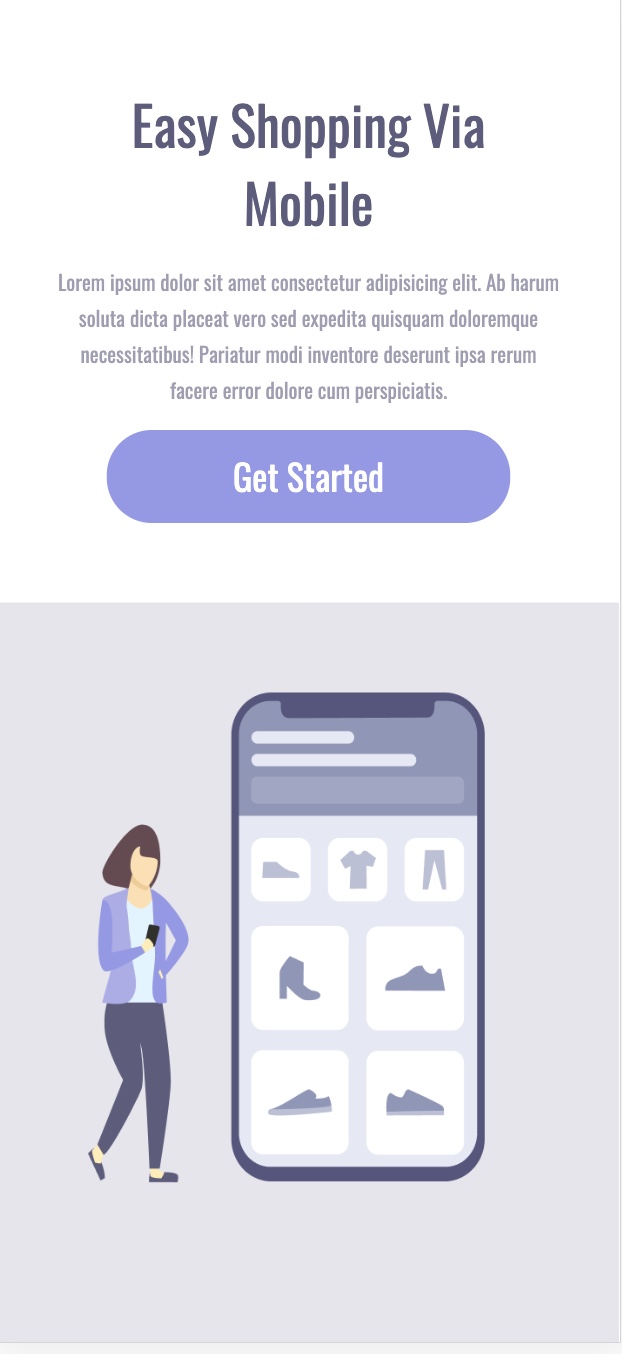 Easy Shopping Via
Mobile
Lorem ipsum dolor sit amet consectetur adipisicing elit. Ab harum
soluta dicta placeat vero sed expedita quisquam doloremque
necessitatibus! Pariatur modi inventore deserunt ipsa rerum
facere error dolore cum perspiciatis.
Get Started